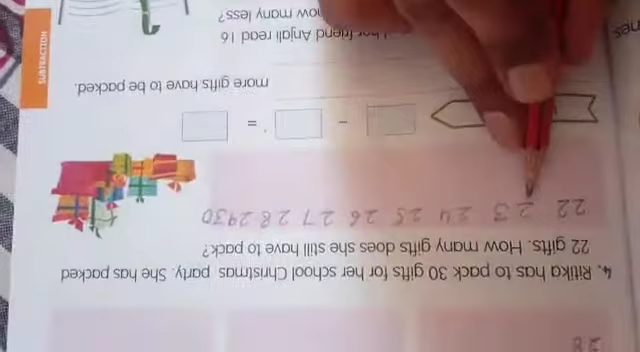 28
4. Ritika has to pack 30 gifts for her school Christmas party. She has packed
22 gifts. How many gifts does she still have to pack?
22 23 24 25 26 27 28 29 30
- =
more gifts have to be packed.
friend Anjali read 16
how many less?
SUBTRACTION